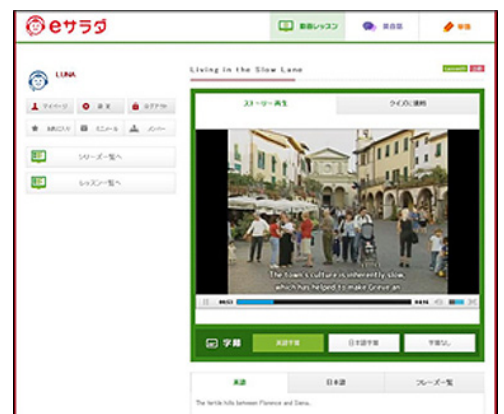 eサラダ
動画レッスン
英会話
単語
LUNA
Living in the Slow Lane
マイページ
設定
ログアウト
ストーリー再生
クイズに挑戦
シリーズ一覧へ
レッスン一覧へ
The town's culture is inherently slow,
which has helped to make Greve an
字幕
英語字幕
日本語字幕
字幕なし
英語
日本語
フレーズ一覧
The fertile hills between Florence and Siena,